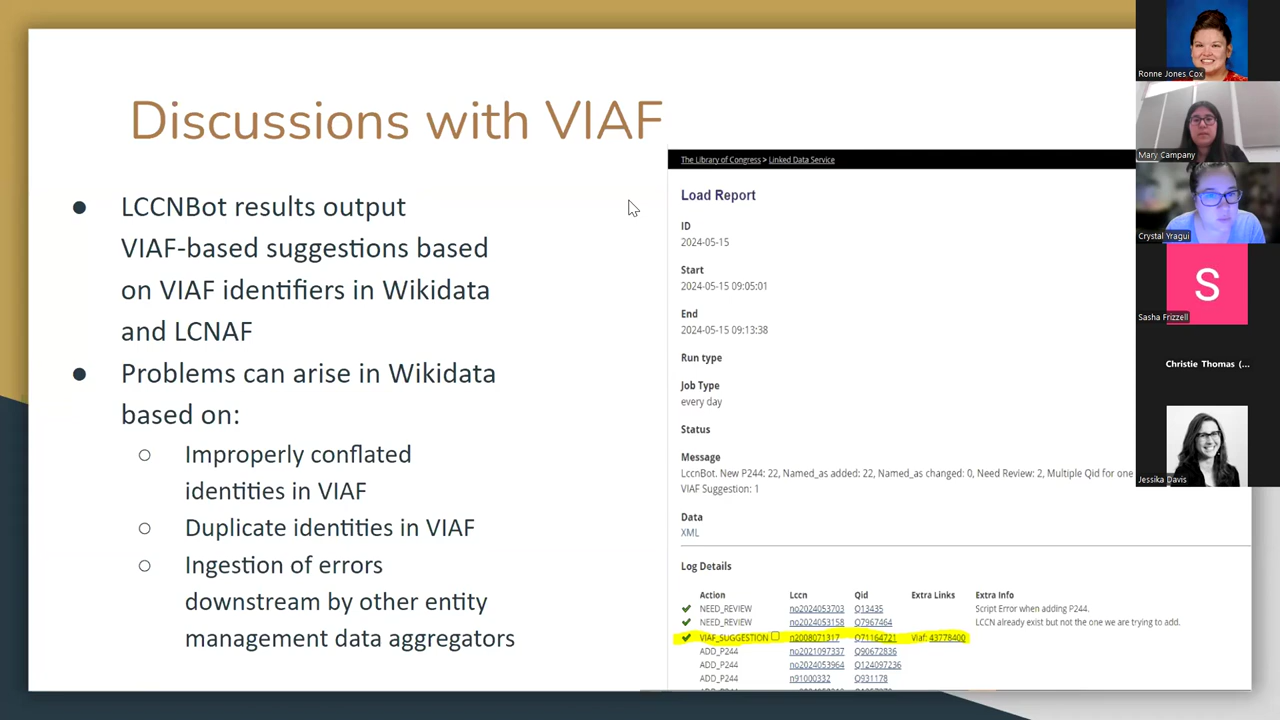 Discussions with VIAF
LCCNBot results output
VIAF-based suggestions based
on VIAF identifiers in Wikidata
and LCNAF
Problems can arise in Wikidata
based on:
Improperly conflated
identities in VIAF
Duplicate identities in VIAF
Ingestion of errors
downstream by other entity
management data aggregators
The Library of Congress > Linked Data Service
Load Report
ID
2024-05-15
Start
2024-05-15 09:05:01
End
2024-05-15 09:13:38
Run type
Job Type
every day
Status
Message
LccnBot. New P244: 22, Named_as added: 22, Named_as changed: 0, Need Review: 2, Multiple Qid for one
VIAF Suggestion: 1
Data
XML
Log Details
Action Lccn Qid Extra Links Extra Info
NEED_REVIEW no2024053703 Q13435 Script Error when adding P244.
NEED_REVIEW no2024053158 Q7967464 LCCN already exist but not the one we are trying to add.
VIAF_SUGGESTION n2008071317 Q71164721 Viaf: 43778400
ADD_P244 no2021097337 Q90672836
ADD_P244 no2024053964 Q124097236
ADD_P244 n91000332 Q931178
Ronne Jones Cox
Mary Campany
Crystal Yragui
S
Sasha Frizzell
Christie Thomas (...
Jessika Davis